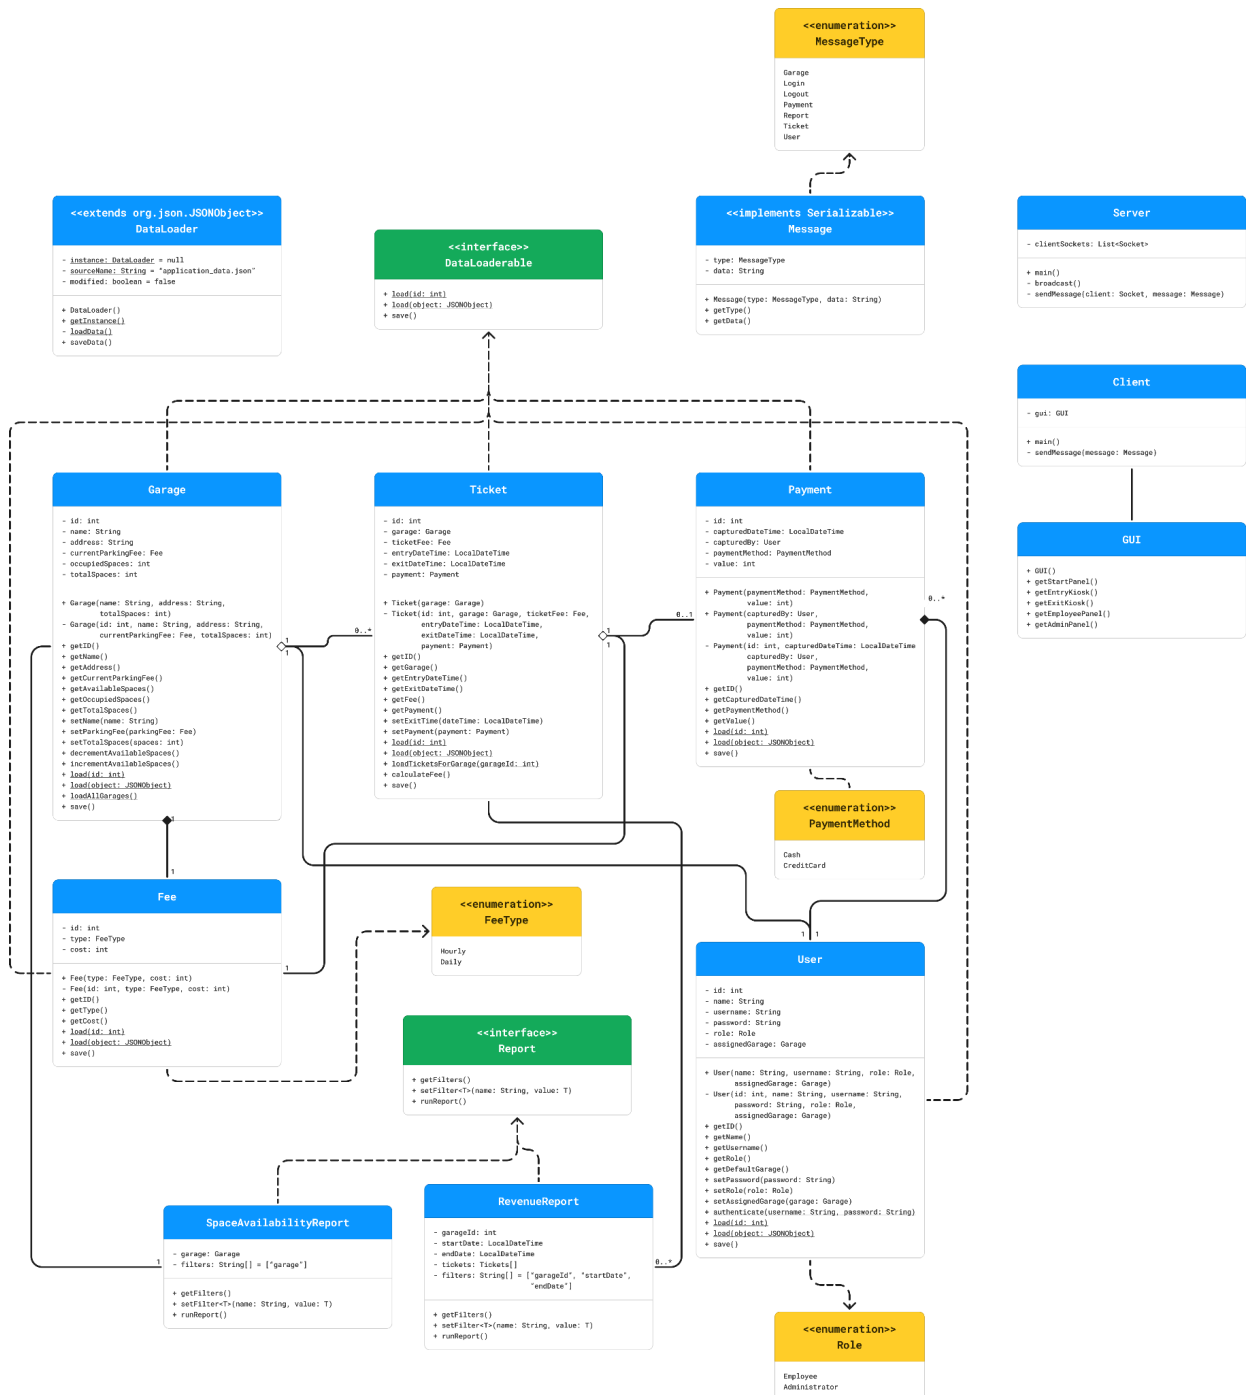 <<enumeration>>
MessageType
Garage
Login
Logout
Payment
Report
Ticket
User
<<extends org.json.JSONObject>>
DataLoader
- instance: DataLoader = null
- sourceName: String = "application_data.json"
- modified: boolean = false
+ DataLoader()
+ getInstance()
- loadData()
+ saveData()
<<interface>>
DataLoaderable
+ load(id: int)
+ load(object: JSONObject)
+ save()
<<implements Serializable>>
Message
- type: MessageType
- data: String
+ Message(type: MessageType, data: String)
+ getType()
+ getData()
Server
- clientSockets: List<Socket>
+ main()
- broadcast()
- sendMessage(client: Socket, message: Message)
Client
- gui: GUI
+ main()
- sendMessage(message: Message)
Garage
- id: int
- name: String
- address: String
- currentParkingFee: Fee
- occupiedSpaces: int
- totalSpaces: int
+ Garage(name: String, address: String,
totalSpaces: int)
- Garage(id: int, name: String, address: String,
currentParkingFee: Fee, totalSpaces: int)
+ getID()
+ getName()
+ getAddress()
+ getCurrentParkingFee()
+ getAvailableSpaces()
+ getOccupiedSpaces()
+ getTotalSpaces()
+ setName(name: String)
+ setParkingFee(parkingFee: Fee)
+ setTotalSpaces(spaces: int)
+ decrementAvailableSpaces()
+ incrementAvailableSpaces()
+ load(id: int)
+ load(object: JSONObject)
+ loadAllGarages()
+ save()
1
1
0..*
1
1
Ticket
- id: int
- garage: Garage
- ticketFee: Fee
- entryDateTime: LocalDateTime
- exitDateTime: LocalDateTime
- payment: Payment
+ Ticket(garage: Garage)
- Ticket(id: int, garage: Garage, ticketFee: Fee,
entryDateTime: LocalDateTime,
exitDateTime: LocalDateTime,
payment: Payment)
+ getID()
+ getGarage()
+ getEntryDateTime()
+ getExitDateTime()
+ getFee()
+ getPayment()
+ setExitTime(dateTime: LocalDateTime)
+ setPayment(payment: Payment)
+ load(id: int)
+ load(object: JSONObject)
+ loadTicketsForGarage(garageId: int)
+ calculateFee()
+ save()
1
1
0..1
Payment
- id: int
- capturedDateTime: LocalDateTime
- capturedBy: User
- paymentMethod: PaymentMethod
- value: int
+ Payment(paymentMethod: PaymentMethod,
value: int)
+ Payment(capturedBy: User,
paymentMethod: PaymentMethod,
value: int)
- Payment(id: int, capturedDateTime: LocalDateTime
capturedBy: User,
paymentMethod: PaymentMethod,
value: int)
+ getID()
+ getCapturedDateTime()
+ getPaymentMethod()
+ getValue()
+ load(id: int)
+ load(object: JSONObject)
+ save()
0..*
GUI
+ GUI()
+ getStartPanel()
+ getEntryKiosk()
+ getExitKiosk()
+ getEmployeePanel()
+ getAdminPanel()
<<enumeration>>
PaymentMethod
Cash
CreditCard
Fee
- id: int
- type: FeeType
- cost: int
+ Fee(type: FeeType, cost: int)
- Fee(id: int, type: FeeType, cost: int)
+ getID()
+ getType()
+ getCost()
+ load(id: int)
+ load(object: JSONObject)
+ save()
1
<<enumeration>>
FeeType
Hourly
Daily
1
1
User
- id: int
- name: String
- username: String
- password: String
- role: Role
- assignedGarage: Garage
+ User(name: String, username: String, role: Role,
assignedGarage: Garage)
- User(id: int, name: String, username: String,
password: String, role: Role,
assignedGarage: Garage)
+ getID()
+ getName()
+ getUsername()
+ getRole()
+ getDefaultGarage()
+ setPassword(password: String)
+ setRole(role: Role)
+ setAssignedGarage(garage: Garage)
+ authenticate(username: String, password: String)
+ load(id: int)
+ load(object: JSONObject)
+ save()
<<interface>>
Report
+ getFilters()
+ setFilter<T>(name: String, value: T)
+ runReport()
1
SpaceAvailabilityReport
- garage: Garage
- filters: String[] = ["garage"]
+ getFilters()
+ setFilter<T>(name: String, value: T)
+ runReport()
RevenueReport
- garageId: int
- startDate: LocalDateTime
- endDate: LocalDateTime
- tickets: Tickets[]
- filters: String[] = ["garageId", "startDate",
"endDate"]
+ getFilters()
+ setFilter<T>(name: String, value: T)
+ runReport()
0..*
<<enumeration>>
Role
Employee
Administrator